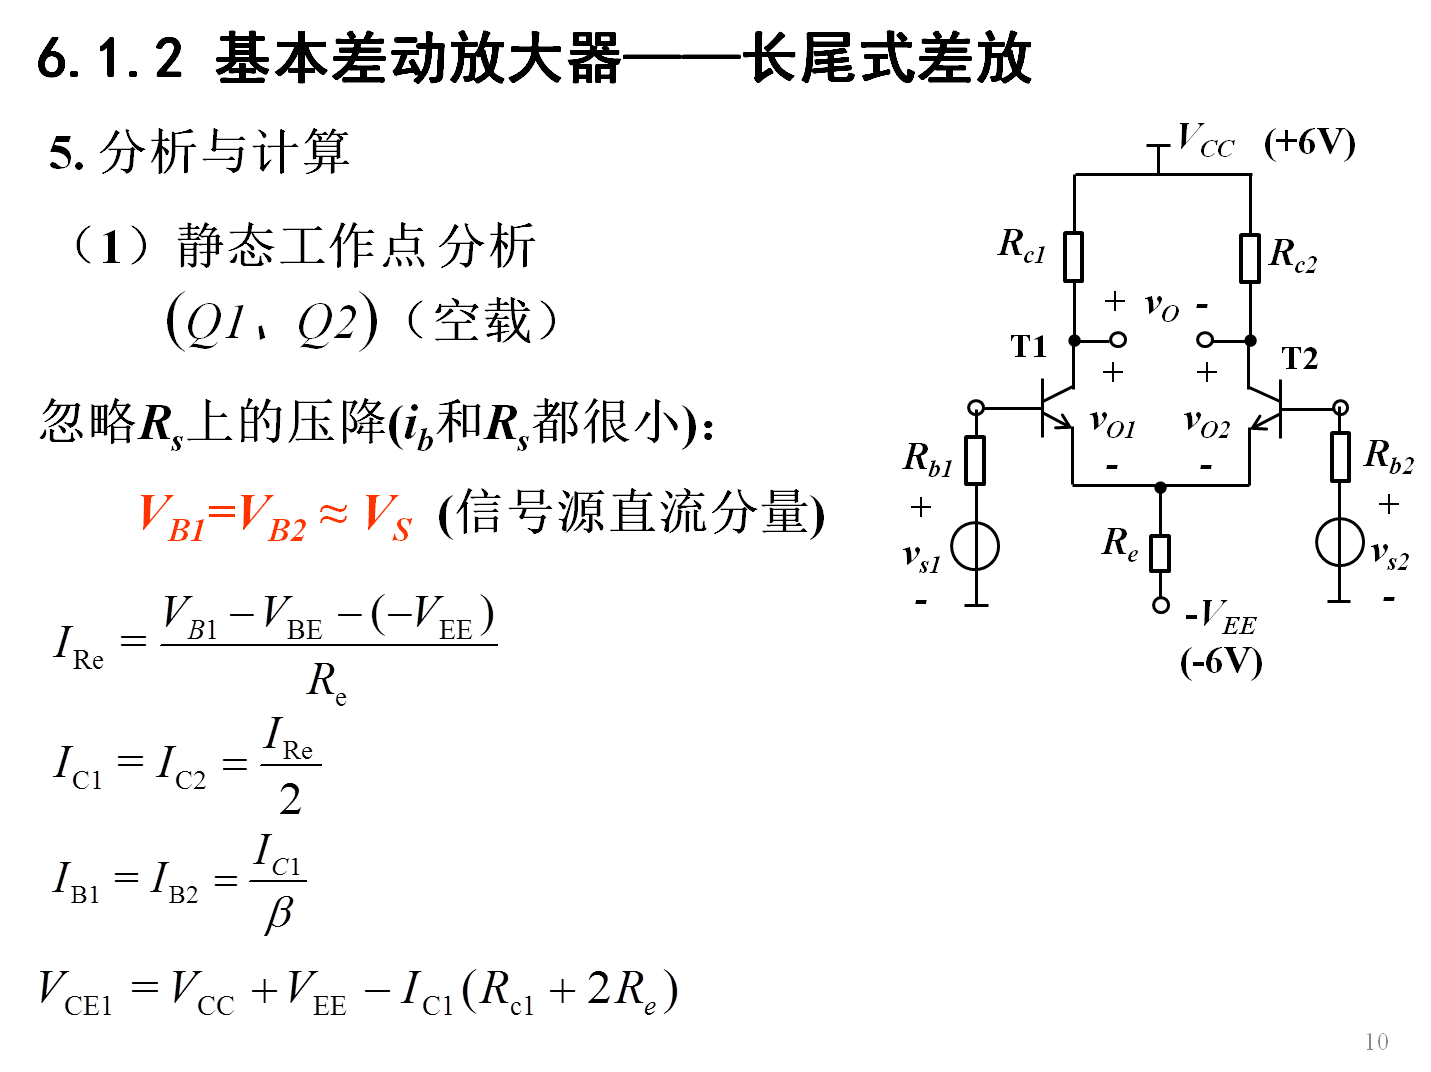 6.1.2 基本差动放大器——长尾式差放
5. 分析与计算
（1）静态工作点分析
(Q1、Q2)（空载）
忽略Rs上的压降(ib和Rs都很小)：
VB1=VB2 ≈ VS (信号源直流分量)
IRe = (VB1 − VBE − (−VEE)) / Re
IC1 = IC2 = IRe / 2
IB1 = IB2 = IC1 / β
VCE1 = VCC + VEE − IC1(Rc1 + 2Re)
VCC (+6V)
Rc1
Rc2
+ vO -
T1
T2
+ +
vO1 vO2
- -
Rb1
Rb2
+
vs1
-
+
vs2
-
Re
-VEE
(-6V)
10